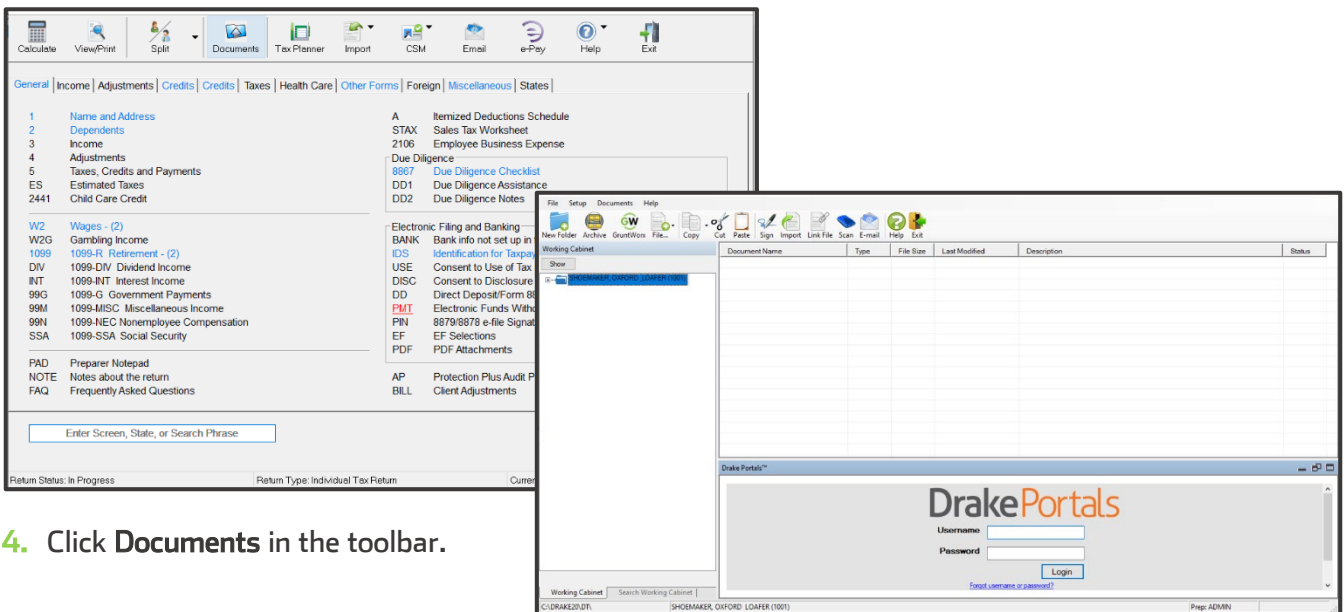 Calculate View/Print Split Documents Tax Planner Import CSM Email e-Pay Help Exit
General Income Adjustments Credits Credits Taxes Health Care Other Forms Foreign Miscellaneous States
1 Name and Address
2 Dependents
3 Income
4 Adjustments
5 Taxes, Credits and Payments
ES Estimated Taxes
2441 Child Care Credit
W2 Wages - (2)
W2G Gambling Income
1099 1099-R Retirement - (2)
DIV 1099-DIV Dividend Income
INT 1099-INT Interest Income
99G 1099-G Government Payments
99M 1099-MISC Miscellaneous Income
99N 1099-NEC Nonemployee Compensation
SSA 1099-SSA Social Security
PAD Preparer Notepad
NOTE Notes about the return
FAQ Frequently Asked Questions
A Itemized Deductions Schedule
STAX Sales Tax Worksheet
2106 Employee Business Expense
Due Diligence
8867 Due Diligence Checklist
DD1 Due Diligence Assistance
DD2 Due Diligence Notes
Electronic Filing and Banking
BANK Bank info not set up in
IDS Identification for Taxpay
USE Consent to Use of Tax
DISC Consent to Disclosure
DD Direct Deposit/Form 88
PMT Electronic Funds Withd
PIN 8879/8878 e-file Signat
EF EF Selections
PDF PDF Attachments
AP Protection Plus Audit P
BILL Client Adjustments
Enter Screen, State, or Search Phrase
Return Status: In Progress Return Type: Individual Tax Return Curre
File Setup Documents Help
New Folder Archive GruntWorx File... Copy Cut Paste Sign Import Link File Scan E-mail Help Exit
Working Cabinet
Show
SHOEMAKER, OXFORD LOAFER (1001)
Document Name Type File Size Last Modified Description Status
Drake Portals™
DrakePortals
Username
Password
Login
Forgot username or password?
Working Cabinet Search Working Cabinet
C:\DRAKE20\DT\ SHOEMAKER, OXFORD LOAFER (1001) Prep: ADMIN
4. Click Documents in the toolbar.